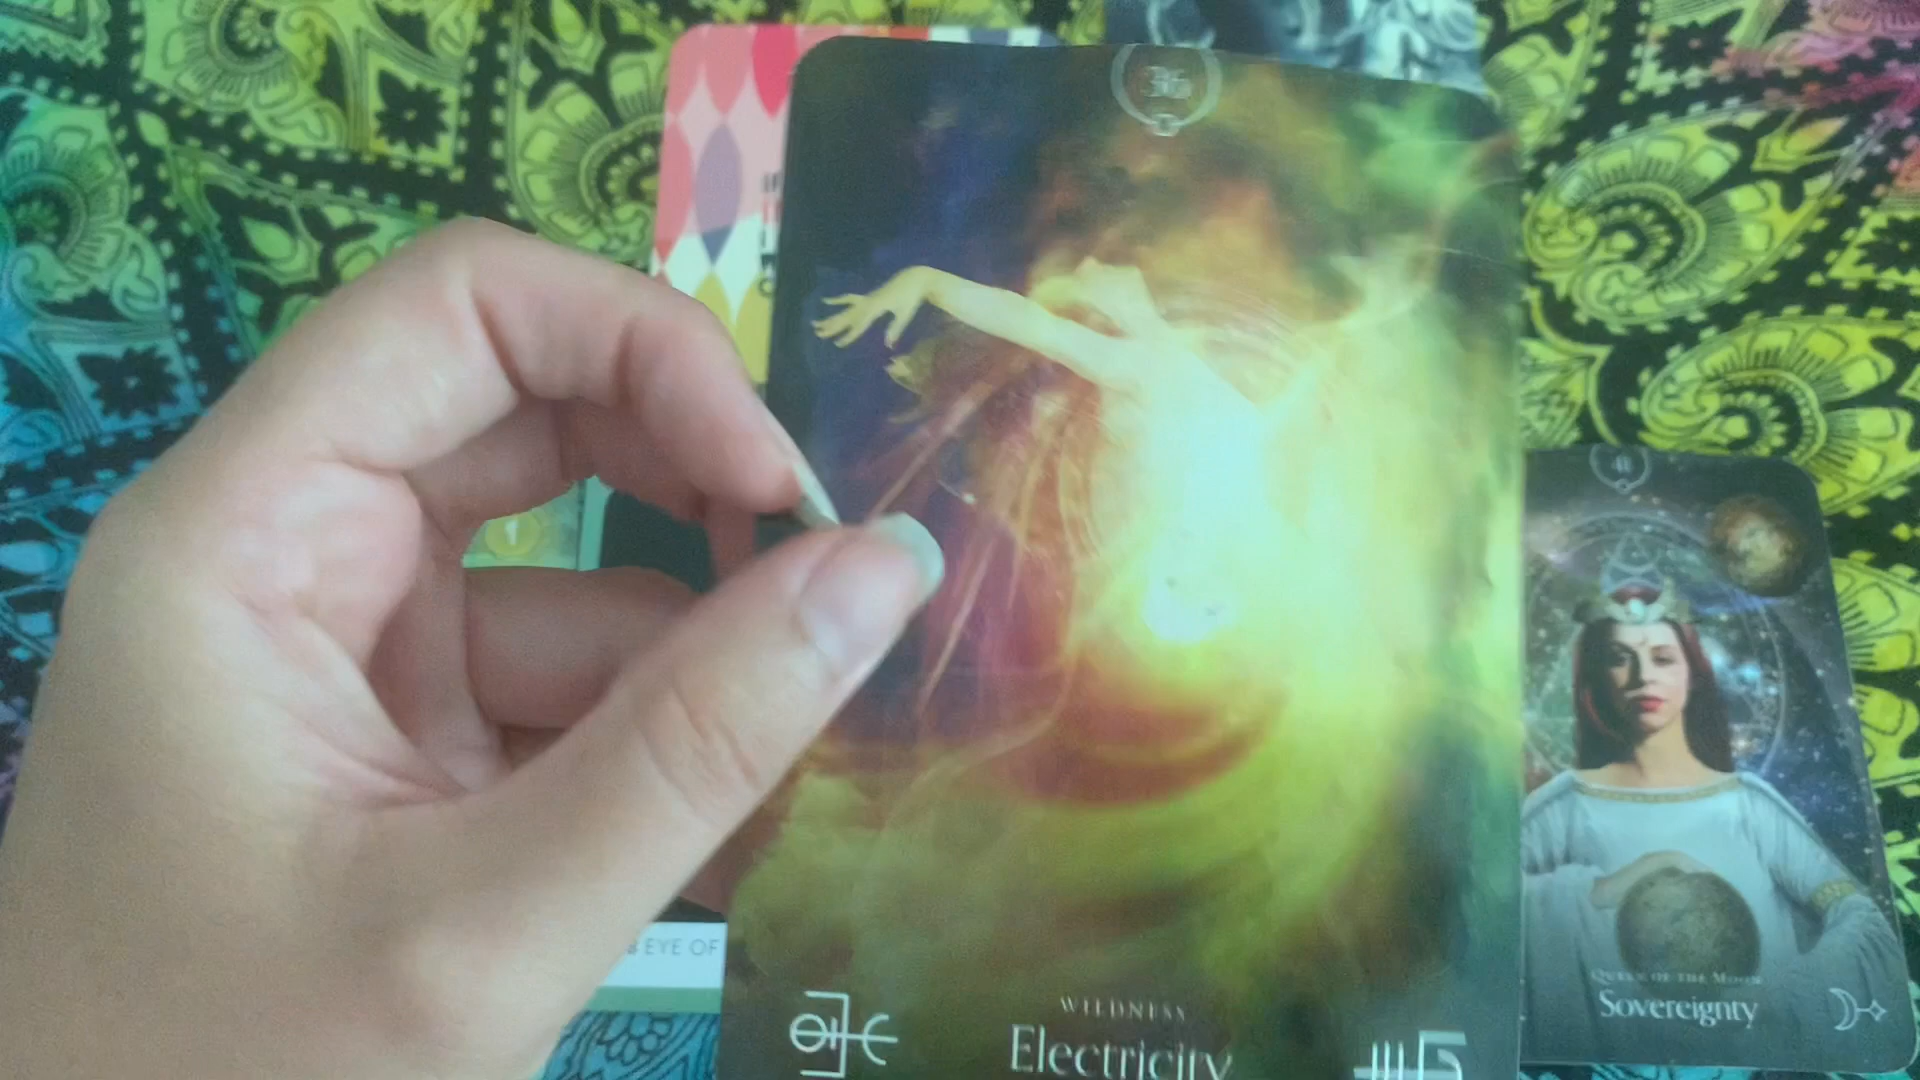 EYE OF
WILDNESS
Electricity
QUEEN OF THE MOON
Sovereignty